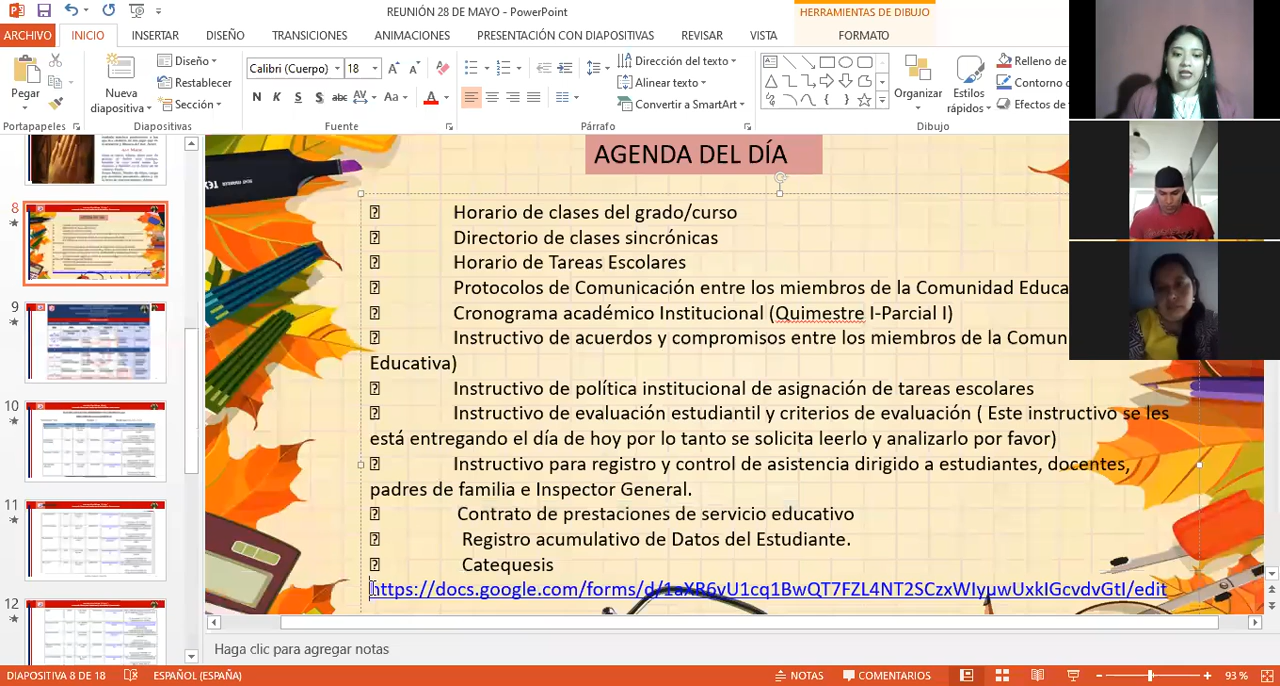 REUNIÓN 28 DE MAYO - PowerPoint
HERRAMIENTAS DE DIBUJO
ARCHIVO INICIO INSERTAR DISEÑO TRANSICIONES ANIMACIONES PRESENTACIÓN CON DIAPOSITIVAS REVISAR VISTA FORMATO
Pegar
Nueva diapositiva
Diseño
Restablecer
Sección
Calibri (Cuerpo) 18
N K S S abc AV Aa A
Dirección del texto
Alinear texto
Convertir a SmartArt
Organizar
Estilos rápidos
Relleno de
Contorno
Efectos de
Portapapeles Diapositivas Fuente Párrafo Dibujo
AGENDA DEL DÍA
Horario de clases del grado/curso
Directorio de clases sincrónicas
Horario de Tareas Escolares
Protocolos de Comunicación entre los miembros de la Comunidad Educa
Cronograma académico Institucional (Quimestre I-Parcial I)
Instructivo de acuerdos y compromisos entre los miembros de la Comun
Educativa)
Instructivo de política institucional de asignación de tareas escolares
Instructivo de evaluación estudiantil y criterios de evaluación ( Este instructivo se les
está entregando el día de hoy por lo tanto se solicita leerlo y analizarlo por favor)
Instructivo para registro y control de asistencia dirigido a estudiantes, docentes,
padres de familia e Inspector General.
Contrato de prestaciones de servicio educativo
Registro acumulativo de Datos del Estudiante.
Catequesis
https://docs.google.com/forms/d/1aXR6yU1cq1BwQT7FZL4NT2SCzxWIyuwUxkIGcvdvGtI/edit
8
9
10
11
12
Haga clic para agregar notas
DIAPOSITIVA 8 DE 18 ESPAÑOL (ESPAÑA) NOTAS COMENTARIOS 93 %